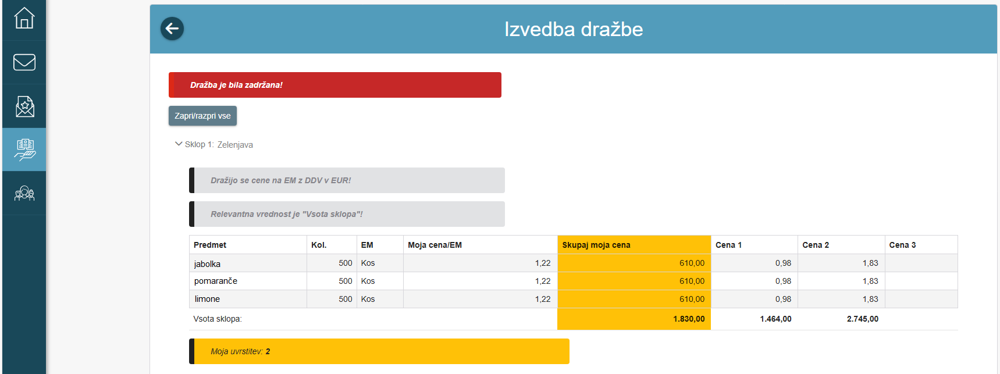 Izvedba dražbe
Dražba je bila zadržana!
Zapri/razpri vse
Sklop 1: Zelenjava
Dražijo se cene na EM z DDV v EUR!
Relevantna vrednost je "Vsota sklopa"!
Predmet Kol. EM Moja cena/EM Skupaj moja cena Cena 1 Cena 2 Cena 3
jabolka 500 Kos 1,22 610,00 0,98 1,83
pomaranče 500 Kos 1,22 610,00 0,98 1,83
limone 500 Kos 1,22 610,00 0,98 1,83
Vsota sklopa: 1.830,00 1.464,00 2.745,00
Moja uvrstitev: 2